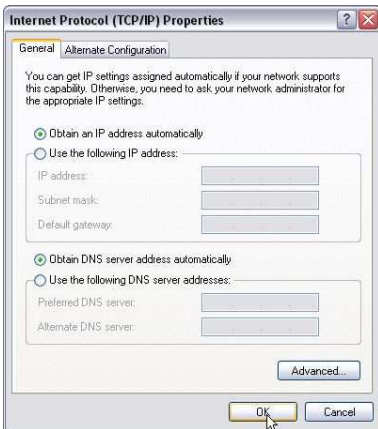 Internet Protocol (TCP/IP) Properties
General Alternate Configuration
You can get IP settings assigned automatically if your network supports
this capability. Otherwise, you need to ask your network administrator for
the appropriate IP settings.
Obtain an IP address automatically
Use the following IP address:
IP address:
Subnet mask:
Default gateway:
Obtain DNS server address automatically
Use the following DNS server addresses:
Preferred DNS server:
Alternate DNS server:
Advanced...
OK Cancel